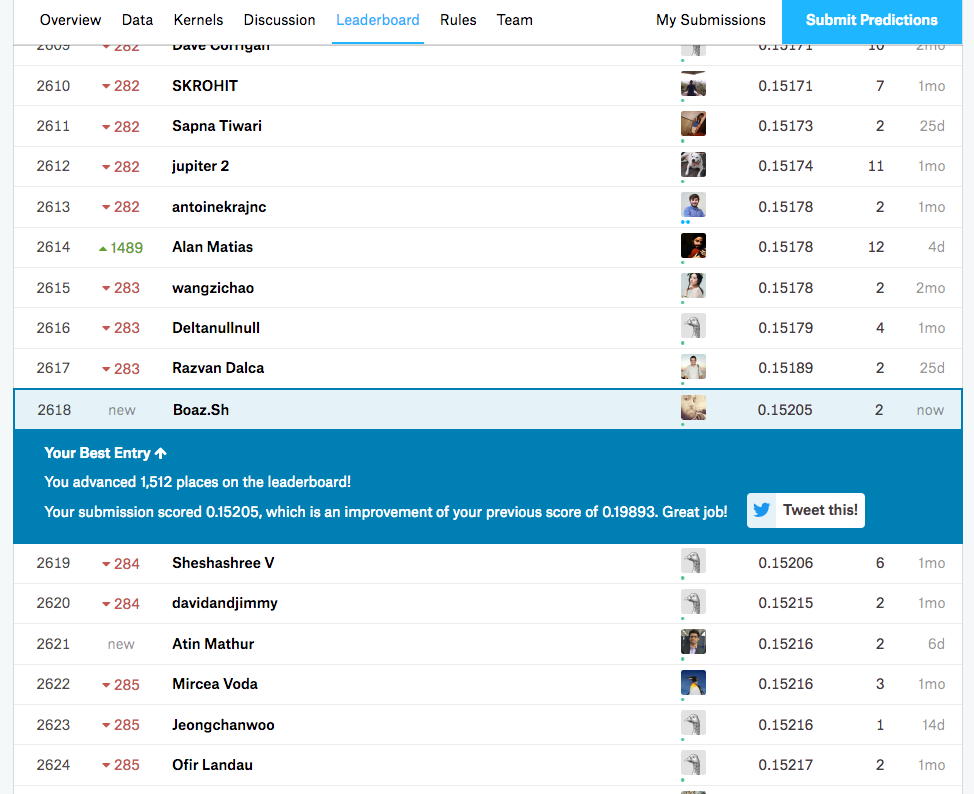 Overview Data Kernels Discussion Leaderboard Rules Team My Submissions Submit Predictions
2609 282 Dave Corrigan 0.15171 10 2mo
2610 282 SKROHIT 0.15171 7 1mo
2611 282 Sapna Tiwari 0.15173 2 25d
2612 282 jupiter 2 0.15174 11 1mo
2613 282 antoinekrajnc 0.15178 2 1mo
2614 1489 Alan Matias 0.15178 12 4d
2615 283 wangzichao 0.15178 2 2mo
2616 283 Deltanullnull 0.15179 4 1mo
2617 283 Razvan Dalca 0.15189 2 25d
2618 new Boaz.Sh 0.15205 2 now
Your Best Entry ↑
You advanced 1,512 places on the leaderboard!
Your submission scored 0.15205, which is an improvement of your previous score of 0.19893. Great job! Tweet this!
2619 284 Sheshashree V 0.15206 6 1mo
2620 284 davidandjimmy 0.15215 2 1mo
2621 new Atin Mathur 0.15216 2 6d
2622 285 Mircea Voda 0.15216 3 1mo
2623 285 Jeongchanwoo 0.15216 1 14d
2624 285 Ofir Landau 0.15217 2 1mo